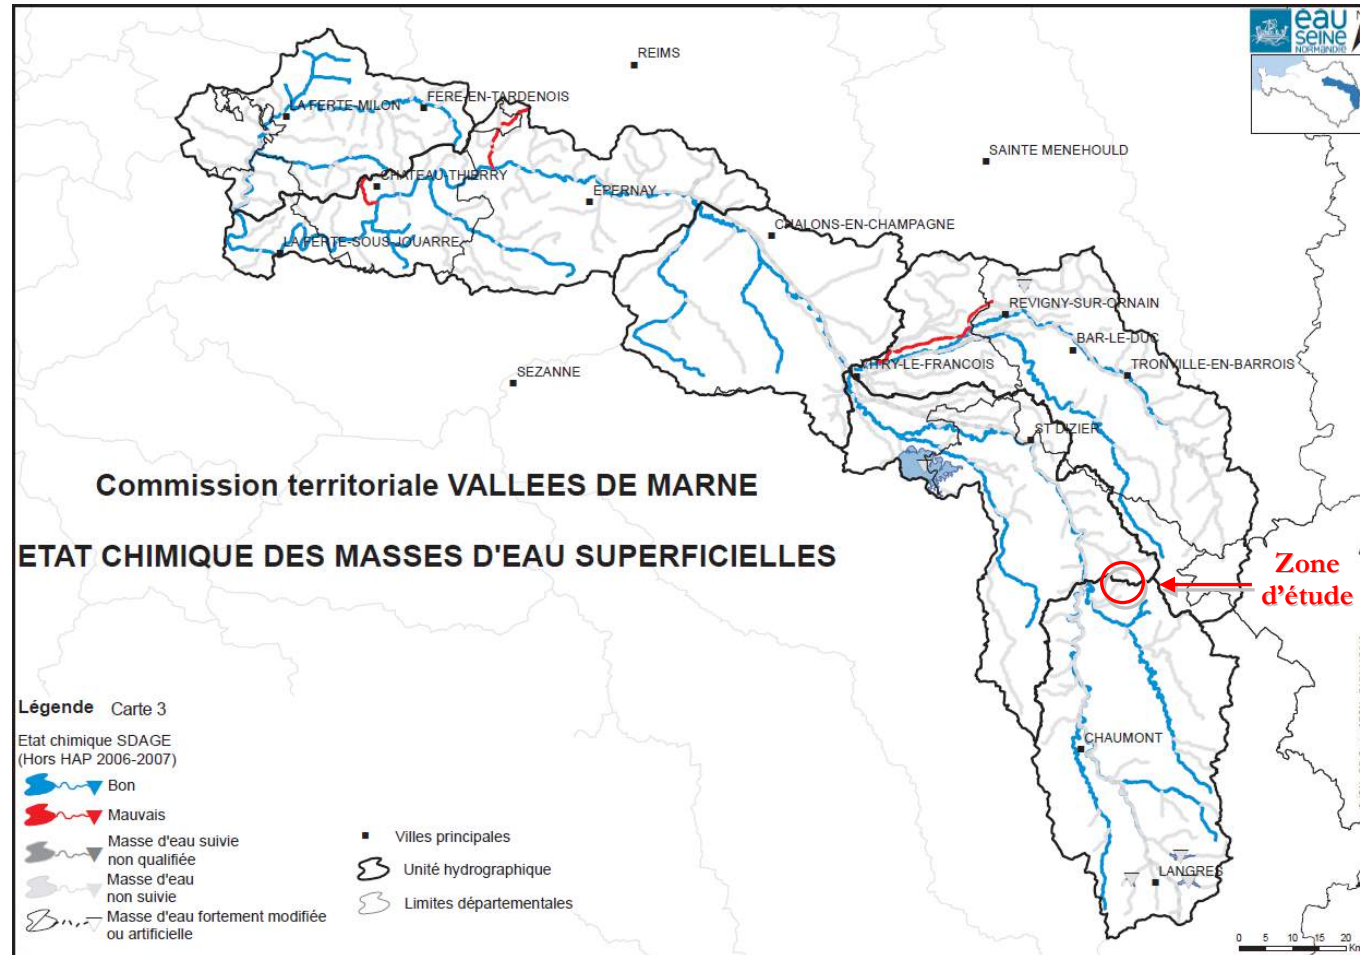 eau
SEINE
NORMANDIE
N
REIMS
LA FERTE-MILON
FERE-EN-TARDENOIS
SAINTE MENEHOULD
CHATEAU-THIERRY
EPERNAY
CHALONS-EN-CHAMPAGNE
LA FERTE-SOUS-JOUARRE
REVIGNY-SUR-ORNAIN
BAR-LE-DUC
VITRY-LE-FRANCOIS
TRONVILLE-EN-BARROIS
SEZANNE
ST DIZIER
Commission territoriale VALLEES DE MARNE
ETAT CHIMIQUE DES MASSES D'EAU SUPERFICIELLES
Zone
d'étude
CHAUMONT
LANGRES
Légende Carte 3
Etat chimique SDAGE
(Hors HAP 2006-2007)
Bon
Mauvais
Masse d'eau suivie
non qualifiée
Masse d'eau
non suivie
Masse d'eau fortement modifiée
ou artificielle
Villes principales
Unité hydrographique
Limites départementales
0 5 10 15 20
Km